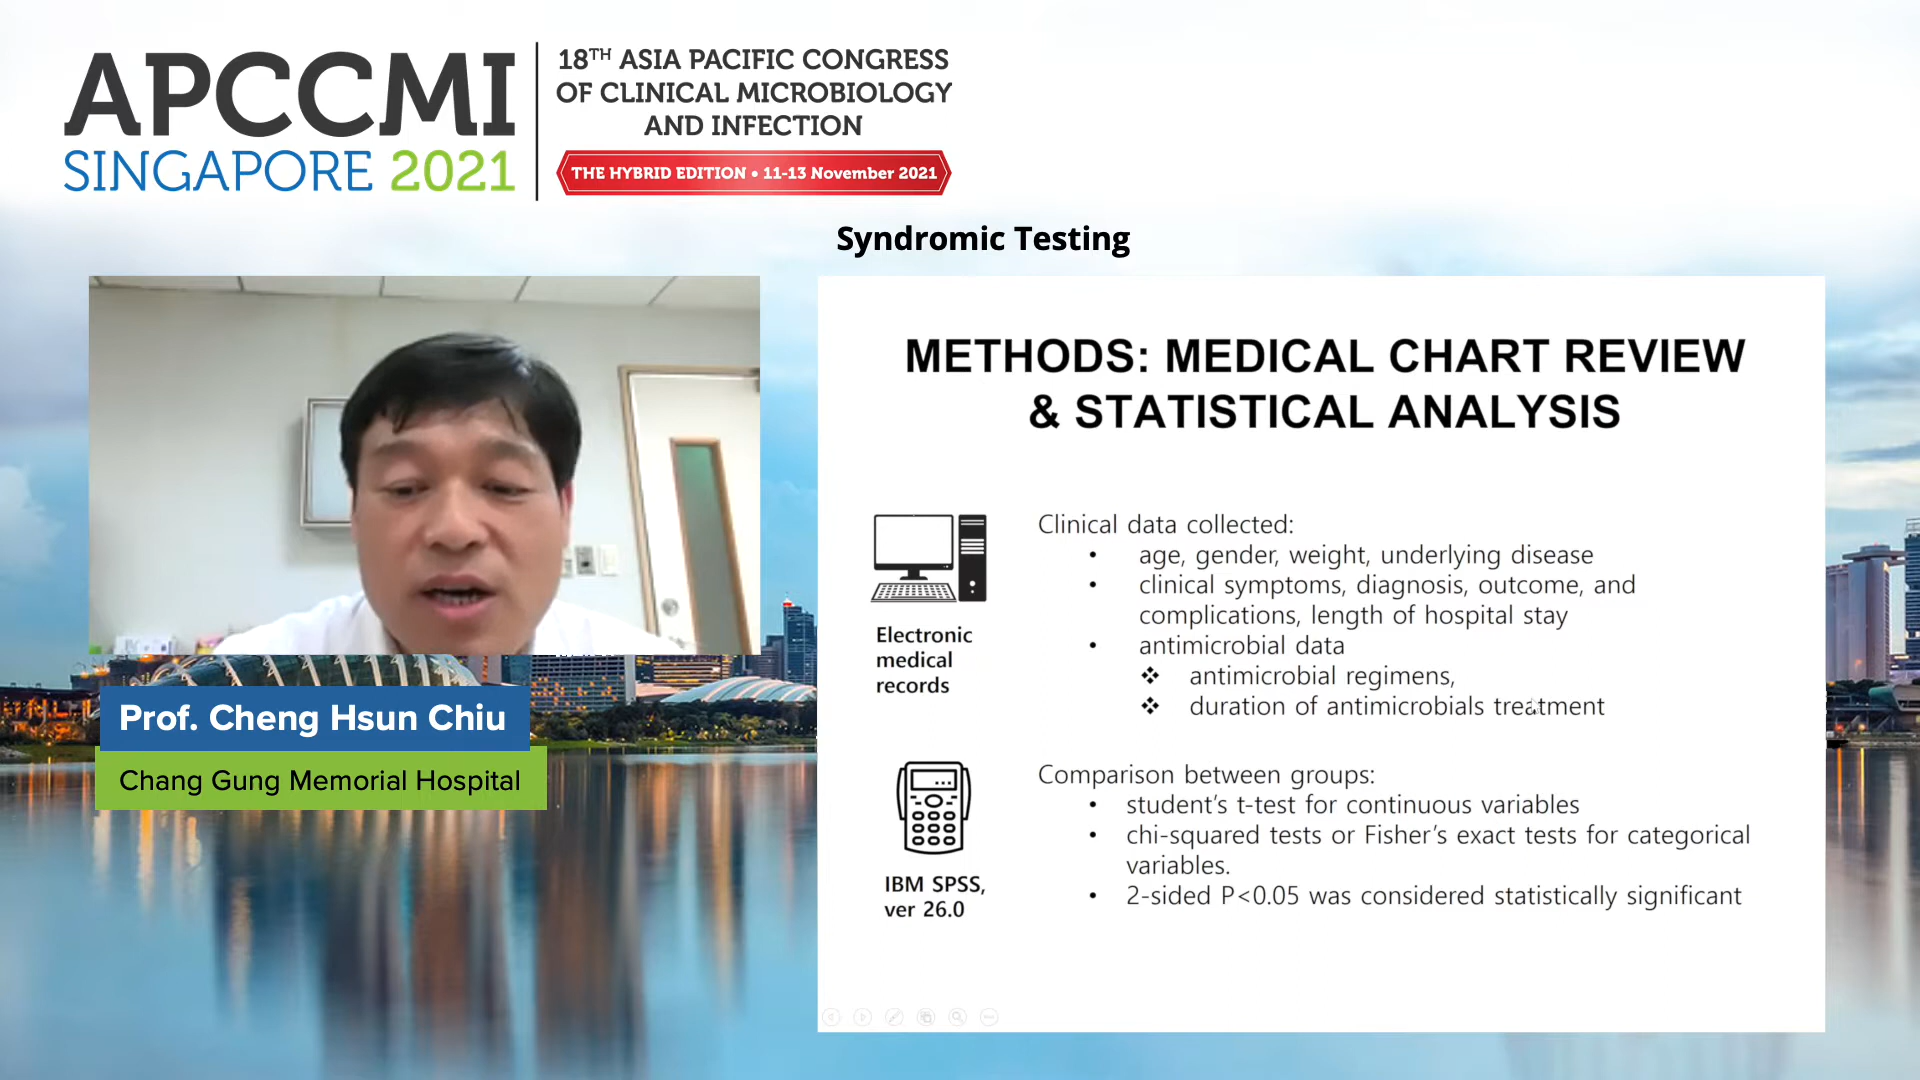 APCCMI
SINGAPORE 2021
18TH ASIA PACIFIC CONGRESS
OF CLINICAL MICROBIOLOGY
AND INFECTION
THE HYBRID EDITION • 11-13 November 2021
Syndromic Testing
Prof. Cheng Hsun Chiu
Chang Gung Memorial Hospital
METHODS: MEDICAL CHART REVIEW
& STATISTICAL ANALYSIS
Electronic
medical
records
Clinical data collected:
• age, gender, weight, underlying disease
• clinical symptoms, diagnosis, outcome, and
complications, length of hospital stay
• antimicrobial data
❖ antimicrobial regimens,
❖ duration of antimicrobials treatment
IBM SPSS,
ver 26.0
Comparison between groups:
• student’s t-test for continuous variables
• chi-squared tests or Fisher’s exact tests for categorical
variables.
• 2-sided P<0.05 was considered statistically significant